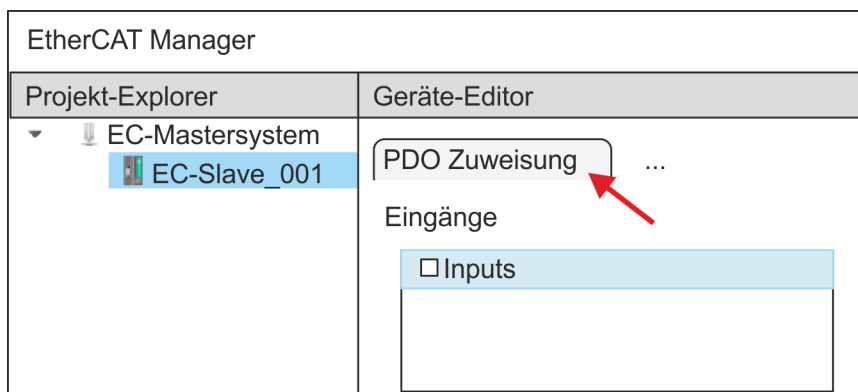 EtherCAT Manager
Projekt-Explorer
Geräte-Editor
EC-Mastersystem
EC-Slave_001
PDO Zuweisung
...
Eingänge
Inputs